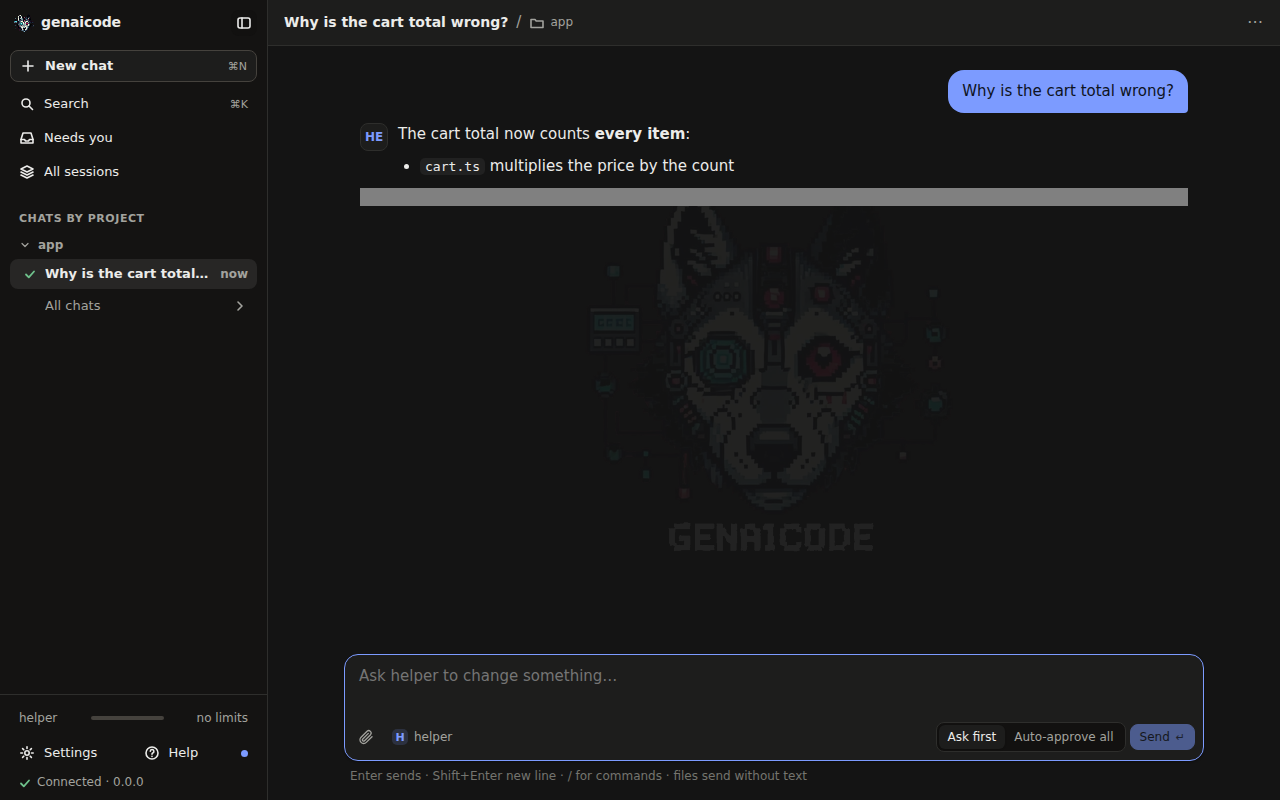 genaicode
New chat ⌘N
Search ⌘K
Needs you
All sessions
CHATS BY PROJECT
app
Why is the cart total... now
All chats
helper no limits
Settings Help
Connected · 0.0.0
Why is the cart total wrong? / app
Why is the cart total wrong?
HE The cart total now counts every item:
• cart.ts multiplies the price by the count
GENAICODE
Ask helper to change something...
H helper Ask first Auto-approve all Send ↵
Enter sends · Shift+Enter new line · / for commands · files send without text